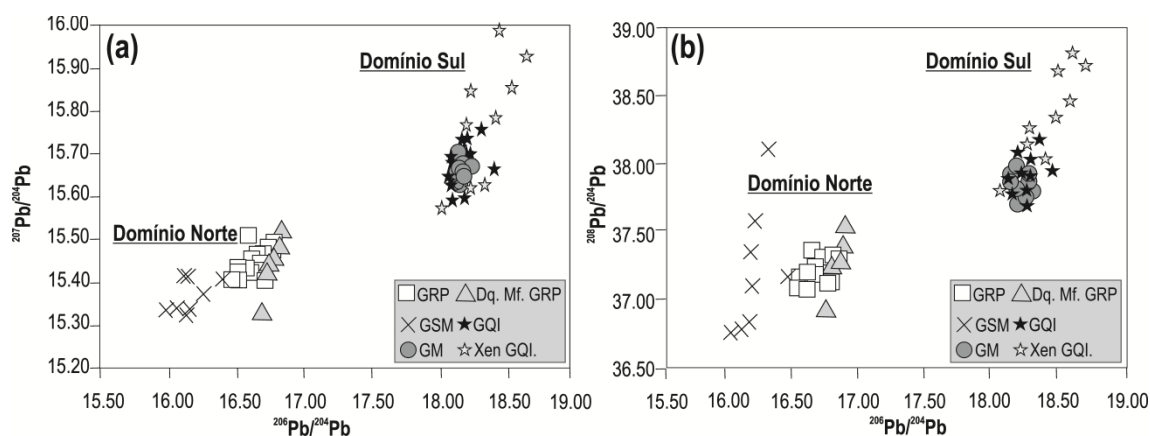 (a)
Domínio Sul
Domínio Norte
16.00
15.90
15.80
15.70
15.60
15.50
15.40
15.30
15.20
²⁰⁷Pb/²⁰⁴Pb
GRP Dq. Mf. GRP
GSM GQI
GM Xen GQI.
15.50 16.00 16.50 17.00 17.50 18.00 18.50 19.00
²⁰⁶Pb/²⁰⁴Pb
(b)
Domínio Sul
Domínio Norte
39.00
38.50
38.00
37.50
37.00
36.50
²⁰⁸Pb/²⁰⁴Pb
GRP Dq. Mf. GRP
GSM GQI
GM Xen GQI.
15.50 16.00 16.50 17.00 17.50 18.00 18.50 19.00
²⁰⁶Pb/²⁰⁴Pb